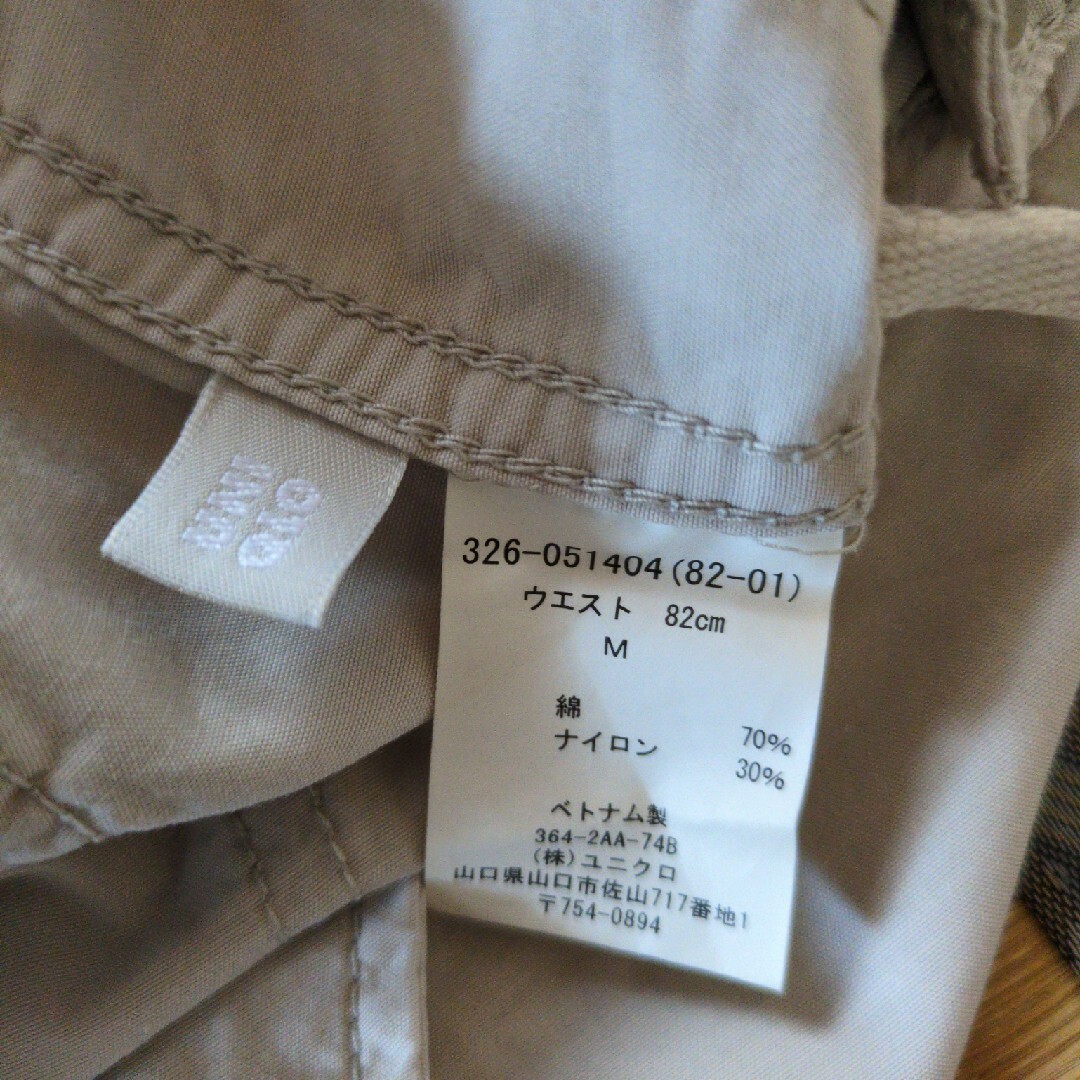 UNI
QLO
326-051404(82-01)
ウエスト 82cm
M
綿 70%
ナイロン 30%
ベトナム製
364-2AA-74B
(株)ユニクロ
山口県山口市佐山717番地1
〒754-0894